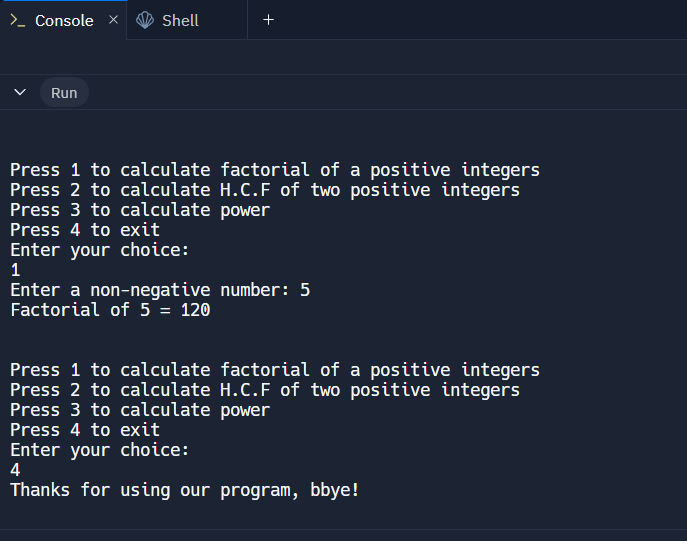 Console × Shell +
Run
Press 1 to calculate factorial of a positive integers
Press 2 to calculate H.C.F of two positive integers
Press 3 to calculate power
Press 4 to exit
Enter your choice:
1
Enter a non-negative number: 5
Factorial of 5 = 120
Press 1 to calculate factorial of a positive integers
Press 2 to calculate H.C.F of two positive integers
Press 3 to calculate power
Press 4 to exit
Enter your choice:
4
Thanks for using our program, bbye!